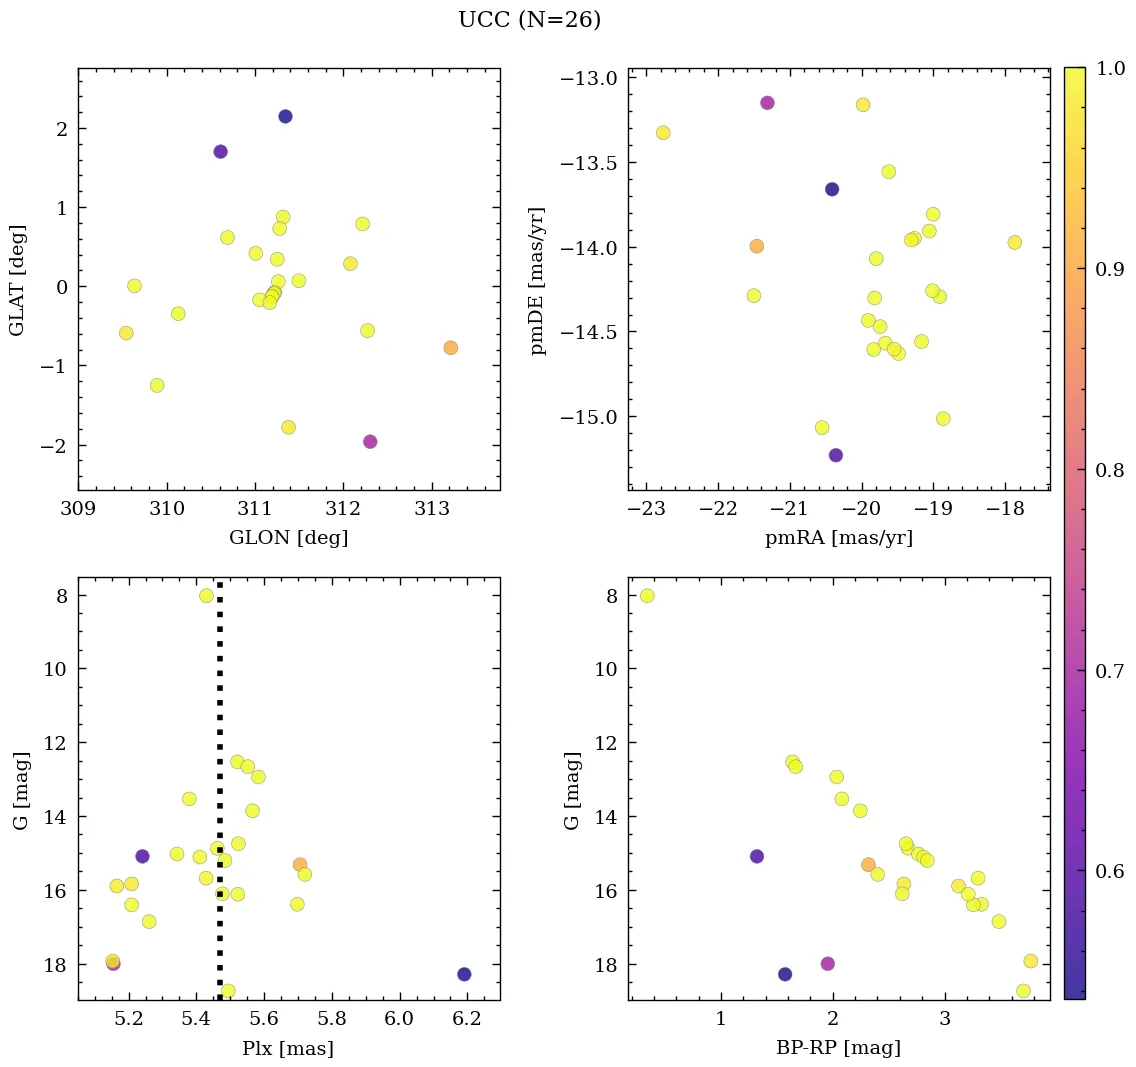 UCC (N=26)
2
1
0
−1
−2
GLAT [deg]
309 310 311 312 313
GLON [deg]
−13.0
−13.5
−14.0
−14.5
−15.0
pmDE [mas/yr]
−23 −22 −21 −20 −19 −18
pmRA [mas/yr]
8
10
12
14
16
18
G [mag]
5.2 5.4 5.6 5.8 6.0 6.2
Plx [mas]
8
10
12
14
16
18
G [mag]
1 2 3
BP-RP [mag]
1.0
0.9
0.8
0.7
0.6